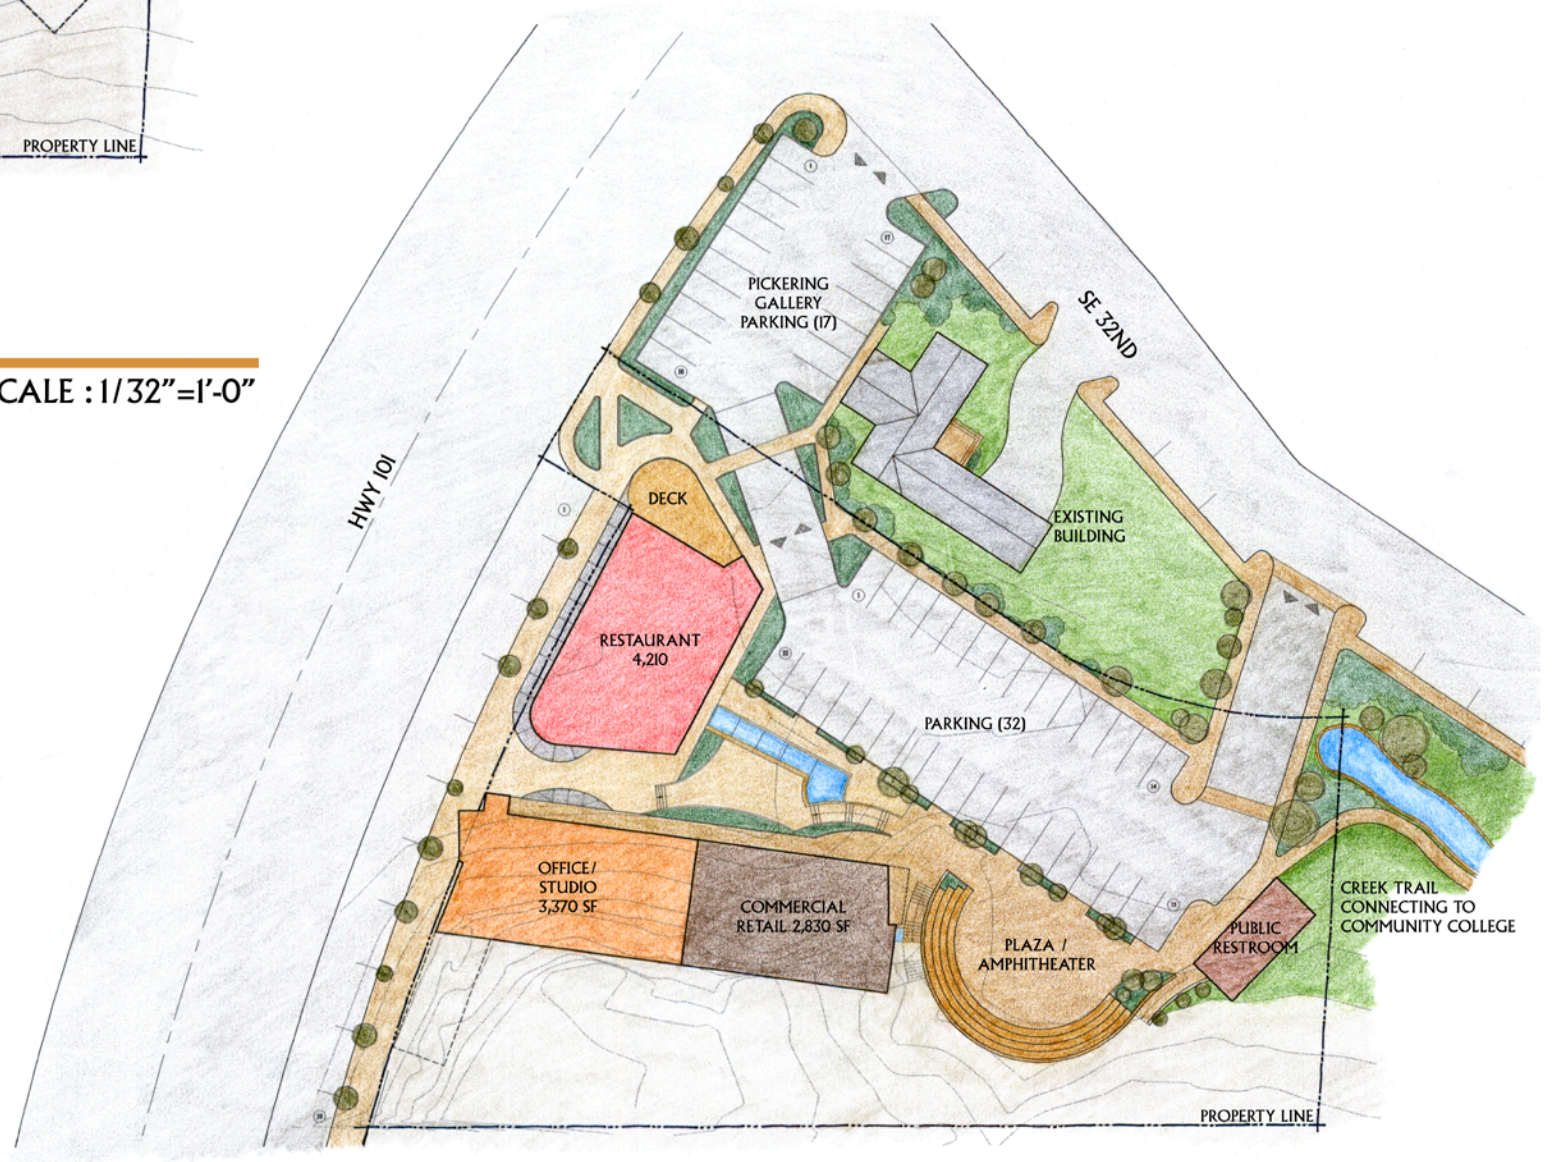 PROPERTY LINE
CALE : 1/32"=1'-0"
HWY 101
SE 32ND
PICKERING
GALLERY
PARKING (17)
DECK
EXISTING
BUILDING
RESTAURANT
4,210
PARKING (32)
OFFICE/
STUDIO
3,370 SF
COMMERCIAL
RETAIL 2,830 SF
PLAZA /
AMPHITHEATER
PUBLIC
RESTROOM
CREEK TRAIL
CONNECTING TO
COMMUNITY COLLEGE
PROPERTY LINE